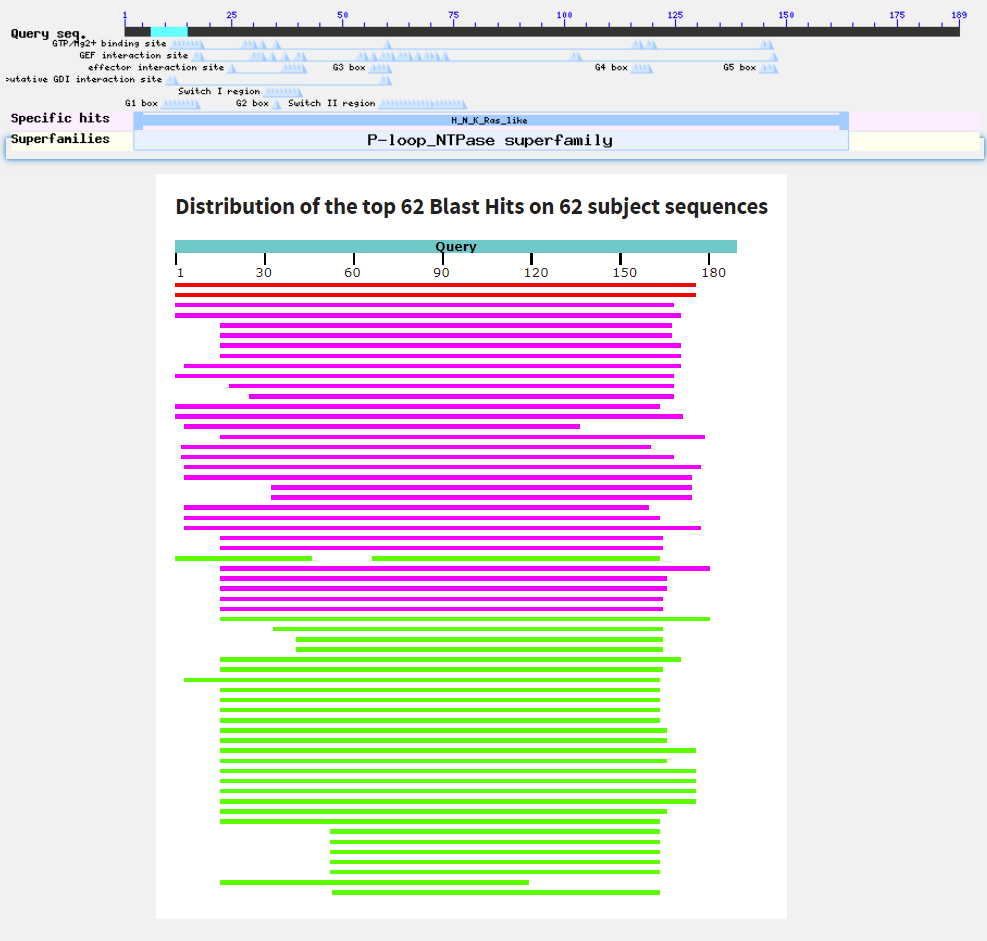 1 25 50 75 100 125 150 175 189
Query seq.
GTP/Mg2+ binding site
GEF interaction site
effector interaction site G3 box G4 box G5 box
putative GDI interaction site
Switch I region
G1 box G2 box Switch II region
Specific hits H_N_K_Ras_like
Superfamilies P-loop_NTPase superfamily
Distribution of the top 62 Blast Hits on 62 subject sequences
Query
1 30 60 90 120 150 180